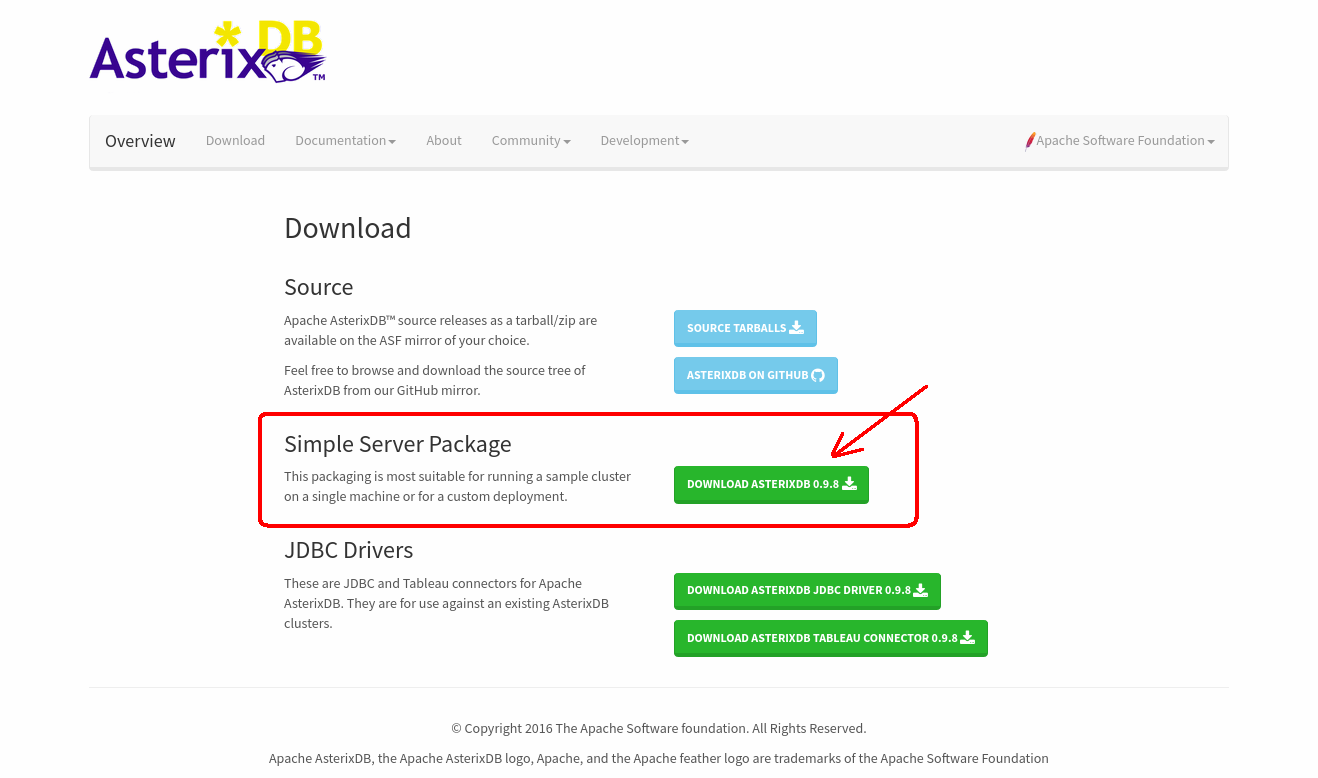 Asterix DB TM
Overview Download Documentation About Community Development Apache Software Foundation
Download
Source
Apache AsterixDB™ source releases as a tarball/zip are
available on the ASF mirror of your choice.
SOURCE TARBALLS
Feel free to browse and download the source tree of
AsterixDB from our GitHub mirror.
ASTERIXDB ON GITHUB
Simple Server Package
This packaging is most suitable for running a sample cluster
on a single machine or for a custom deployment.
DOWNLOAD ASTERIXDB 0.9.8
JDBC Drivers
These are JDBC and Tableau connectors for Apache
AsterixDB. They are for use against an existing AsterixDB
clusters.
DOWNLOAD ASTERIXDB JDBC DRIVER 0.9.8
DOWNLOAD ASTERIXDB TABLEAU CONNECTOR 0.9.8
© Copyright 2016 The Apache Software foundation. All Rights Reserved.
Apache AsterixDB, the Apache AsterixDB logo, Apache, and the Apache feather logo are trademarks of the Apache Software Foundation